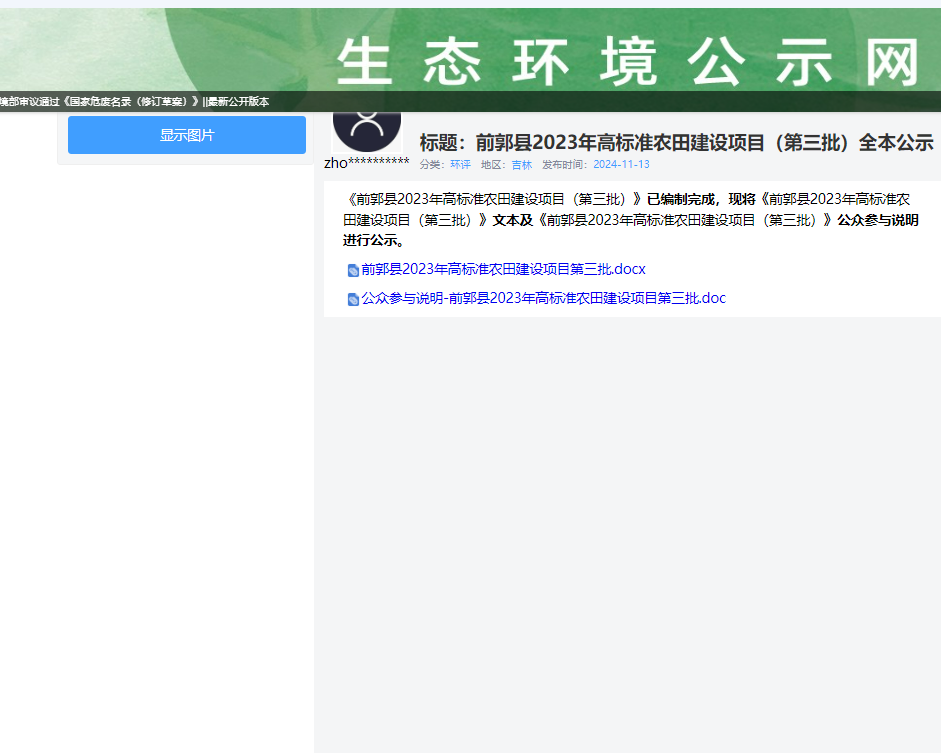 生态环境公示网
境部审议通过《国家危废名录（修订草案）》||最新公开版本
显示图片
zho**********
标题：前郭县2023年高标准农田建设项目（第三批）全本公示
分类：环评 地区：吉林 发布时间：2024-11-13
《前郭县2023年高标准农田建设项目（第三批）》已编制完成，现将《前郭县2023年高标准农
田建设项目（第三批）》文本及《前郭县2023年高标准农田建设项目（第三批）》公众参与说明
进行公示。
前郭县2023年高标准农田建设项目第三批.docx
公众参与说明-前郭县2023年高标准农田建设项目第三批.doc